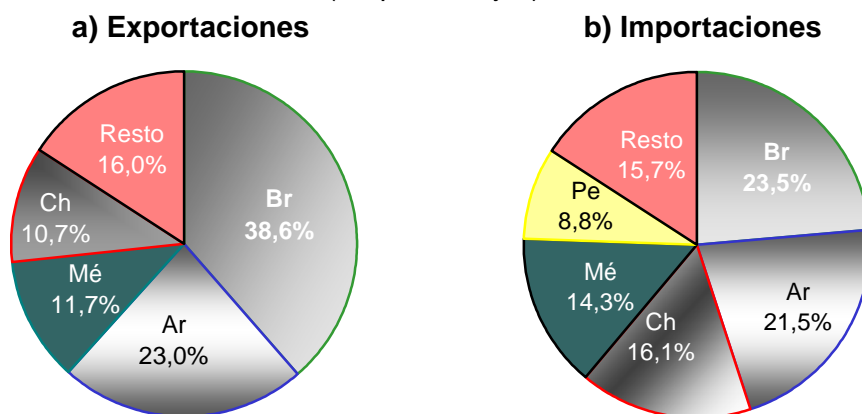 a) Exportaciones
Resto
16,0%
Br
38,6%
Ch
10,7%
Mé
11,7%
Ar
23,0%
b) Importaciones
Resto
15,7%
Br
23,5%
Pe
8,8%
Mé
14,3%
Ar
21,5%
Ch
16,1%